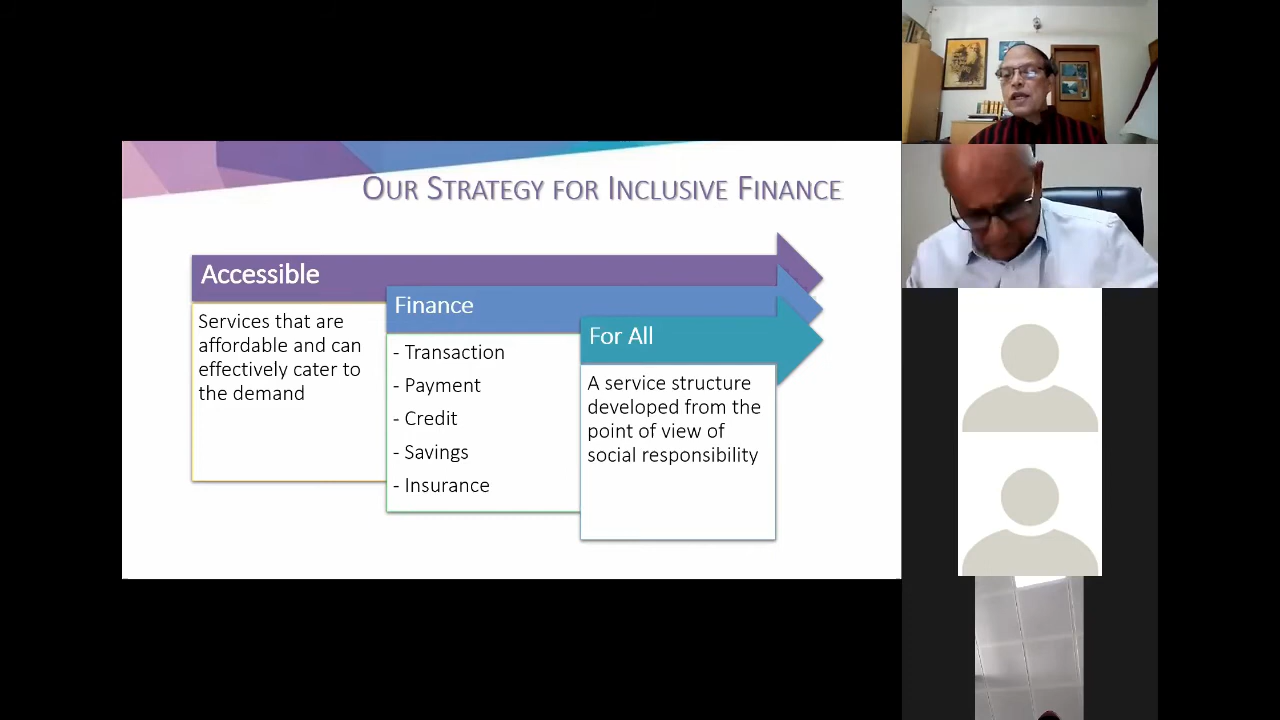 OUR STRATEGY FOR INCLUSIVE FINANCE
Accessible
Services that are
affordable and can
effectively cater to
the demand
Finance
- Transaction
- Payment
- Credit
- Savings
- Insurance
For All
A service structure
developed from the
point of view of
social responsibility